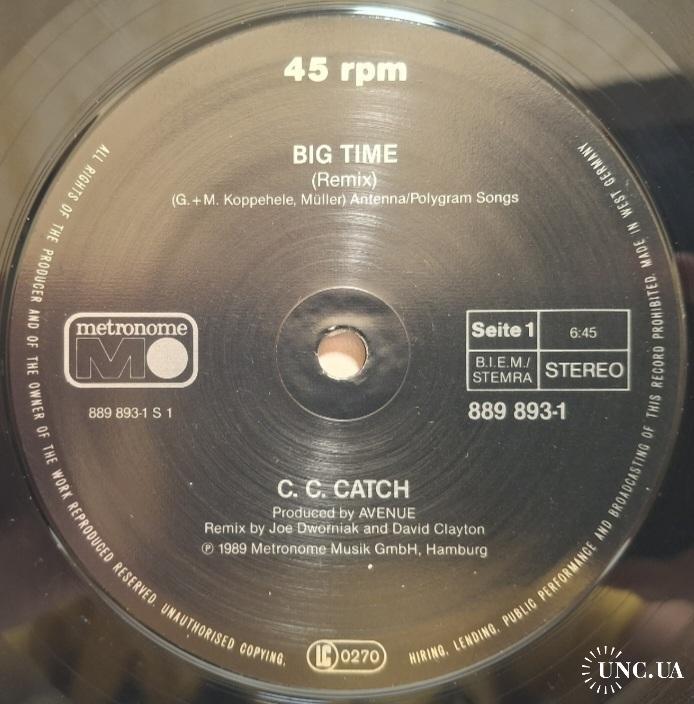 45 rpm
BIG TIME
(Remix)
(G. + M. Koppehele, Müller) Antenna/Polygram Songs
metronome
M
889 893-1 S 1
Seite 1
6:45
B.I.E.M./
STEMRA
STEREO
889 893-1
C. C. CATCH
Produced by AVENUE
Remix by Joe Dworniak and David Clayton
℗ 1989 Metronome Musik GmbH, Hamburg
ALL RIGHTS OF THE PRODUCER AND OF THE OWNER OF THE WORK REPRODUCED RESERVED. UNAUTHORISED COPYING,
LC 0270
HIRING, LENDING, PUBLIC PERFORMANCE AND BROADCASTING OF THIS RECORD PROHIBITED. MADE IN WEST GERMANY
UNC.UA